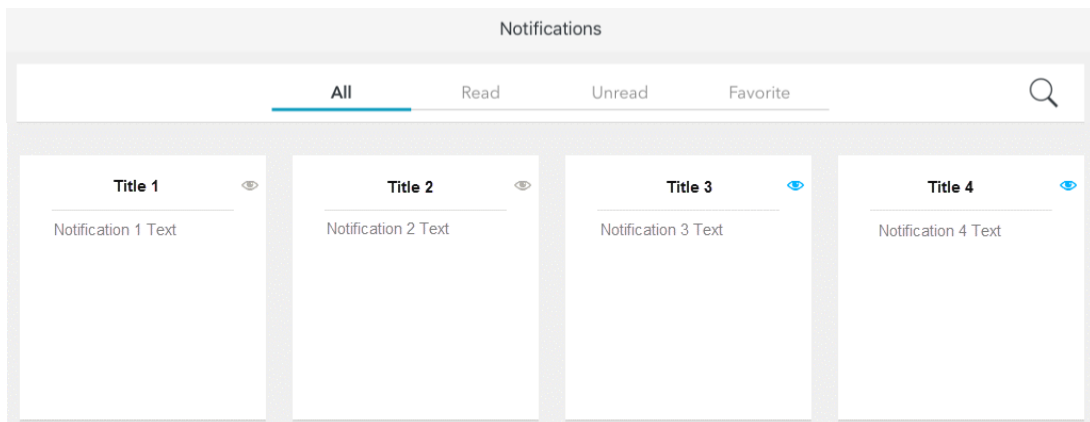 Notifications
All Read Unread Favorite
Title 1 Title 2 Title 3 Title 4
Notification 1 Text Notification 2 Text Notification 3 Text Notification 4 Text